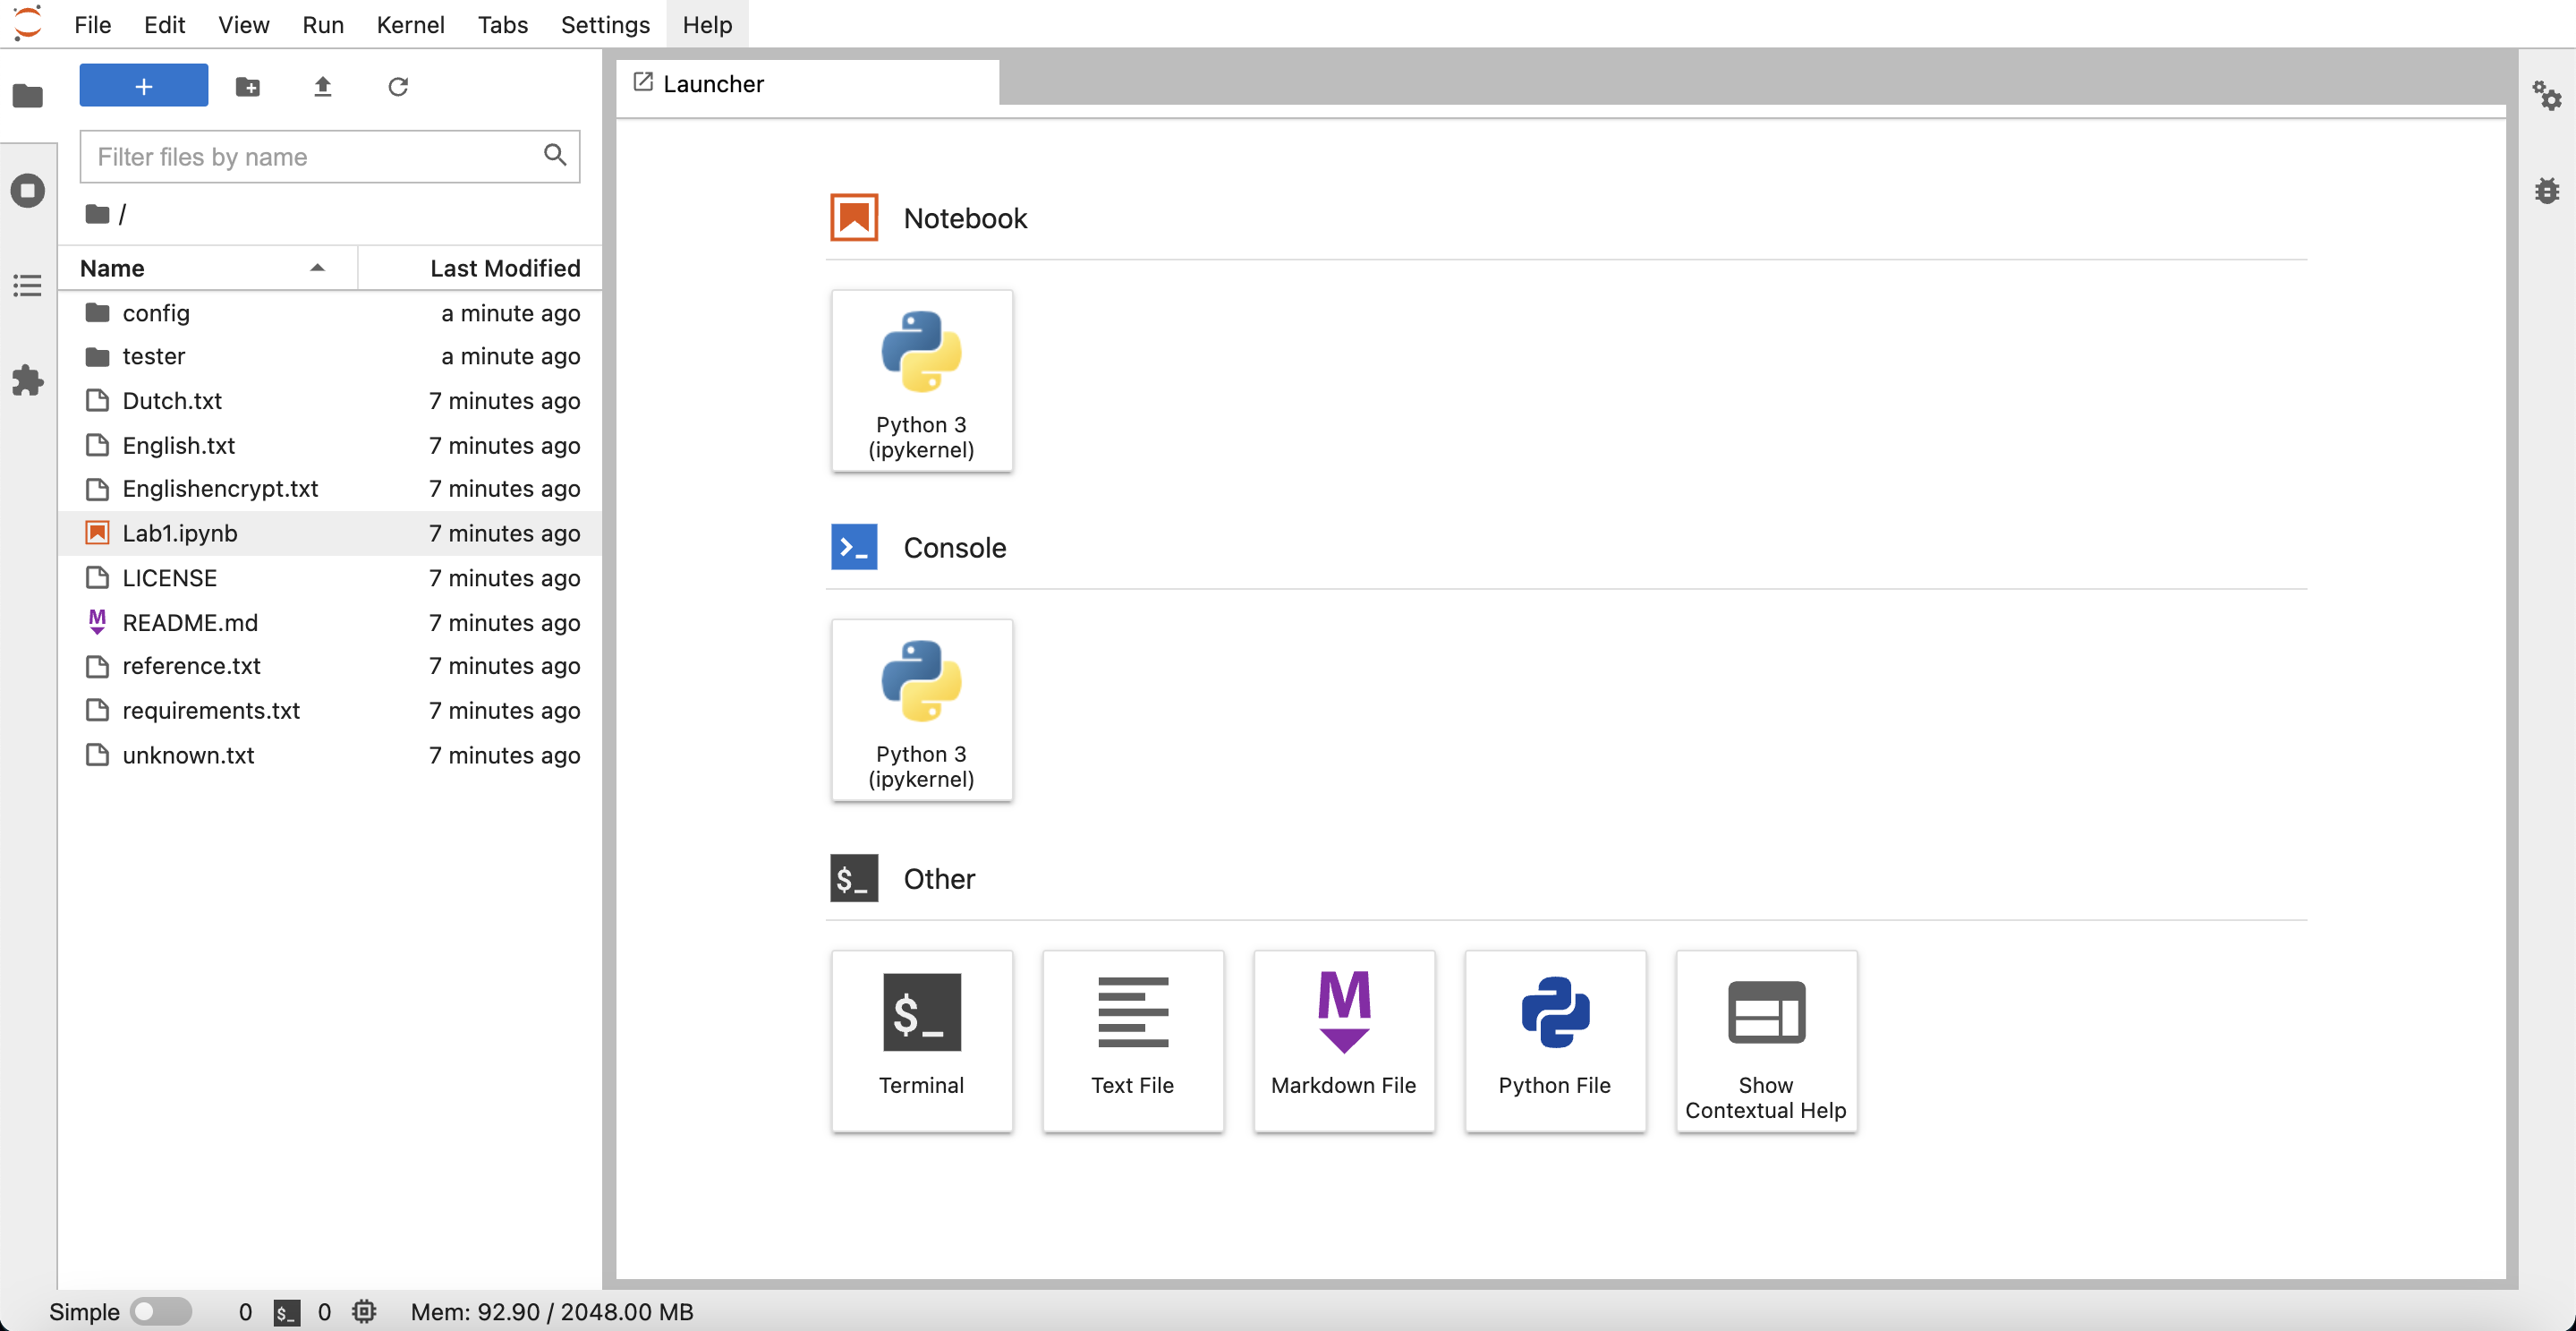 File Edit View Run Kernel Tabs Settings Help
+
Launcher
Filter files by name
/
Name Last Modified
config a minute ago
tester a minute ago
Dutch.txt 7 minutes ago
English.txt 7 minutes ago
Englishencrypt.txt 7 minutes ago
Lab1.ipynb 7 minutes ago
LICENSE 7 minutes ago
README.md 7 minutes ago
reference.txt 7 minutes ago
requirements.txt 7 minutes ago
unknown.txt 7 minutes ago
Notebook
Python 3
(ipykernel)
Console
Python 3
(ipykernel)
$_ Other
$_
Terminal
Text File
M
Markdown File
Python File
Show
Contextual Help
Simple 0 $_ 0 Mem: 92.90 / 2048.00 MB